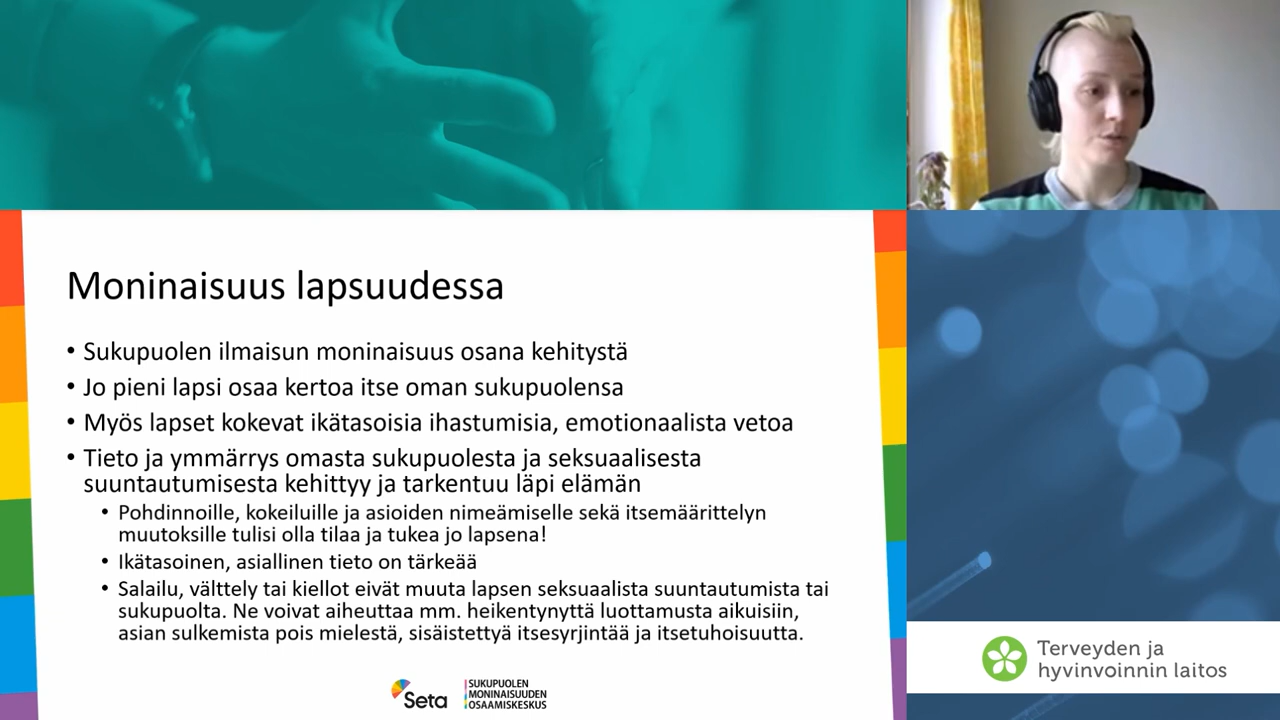 Moninaisuus lapsuudessa
• Sukupuolen ilmaisun moninaisuus osana kehitystä
• Jo pieni lapsi osaa kertoa itse oman sukupuolensa
• Myös lapset kokevat ikätasoisia ihastumisia, emotionaalista vetoa
• Tieto ja ymmärrys omasta sukupuolesta ja seksuaalisesta
suuntautumisesta kehittyy ja tarkentuu läpi elämän
• Pohdinnoille, kokeiluille ja asioiden nimeämiselle sekä itsemäärittelyn
muutoksille tulisi olla tilaa ja tukea jo lapsena!
• Ikätasoinen, asiallinen tieto on tärkeää
• Salailu, välttely tai kiellot eivät muuta lapsen seksuaalista suuntautumista tai
sukupuolta. Ne voivat aiheuttaa mm. heikentynyttä luottamusta aikuisiin,
asian sulkemista pois mielestä, sisäistettyä itsesyrjintää ja itsetuhoisuutta.
Seta
SUKUPUOLEN
MONINAISUUDEN
OSAAMISKESKUS
Terveyden ja
hyvinvoinnin laitos